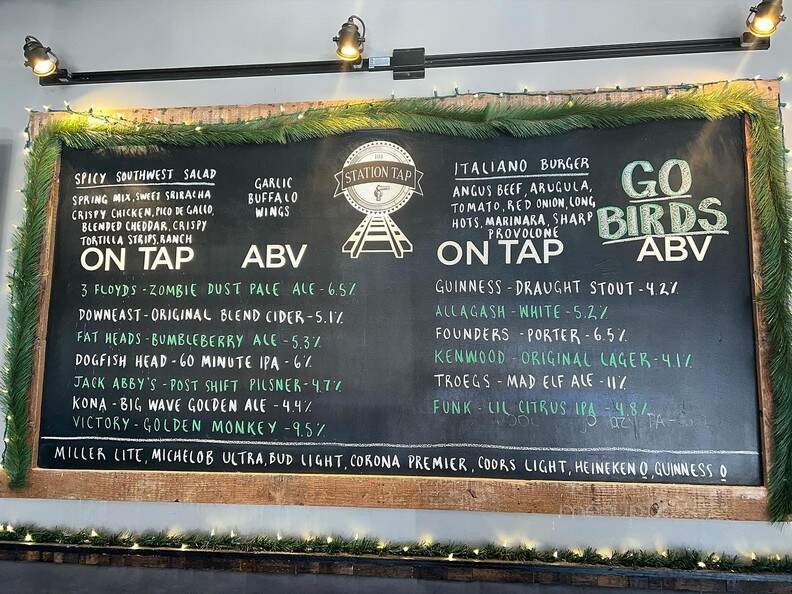 SPICY SOUTHWEST SALAD
SPRING MIX, SWEET SRIRACHA
CRISPY CHICKEN, PICO DE GALLO,
BLENDED CHEDDAR, CRISPY
TORTILLA STRIPS, RANCH
GARLIC
BUFFALO
WINGS
THE
STATION TAP
ITALIANO BURGER
ANGUS BEEF, ARUGULA,
TOMATO, RED ONION, LONG
HOTS, MARINARA, SHARP
PROVOLONE
GO
BIRDS
ON TAP ABV
3 FLOYDS - ZOMBIE DUST PALE ALE - 6.5%
DOWNEAST - ORIGINAL BLEND CIDER - 5.1%
FAT HEADS - BUMBLEBERRY ALE - 5.3%
DOGFISH HEAD - 60 MINUTE IPA - 6%
JACK ABBY'S - POST SHIFT PILSNER - 4.7%
KONA - BIG WAVE GOLDEN ALE - 4.4%
VICTORY - GOLDEN MONKEY - 9.5%
ON TAP ABV
GUINNESS - DRAUGHT STOUT - 4.2%
ALLAGASH - WHITE - 5.2%
FOUNDERS - PORTER - 6.5%
KENWOOD - ORIGINAL LAGER - 4.1%
TROEGS - MAD ELF ALE - 11%
FUNK - LIL CITRUS IPA - 4.8%
MILLER LITE, MICHELOB ULTRA, BUD LIGHT, CORONA PREMIER, COORS LIGHT, HEINEKEN 0, GUINNESS 0